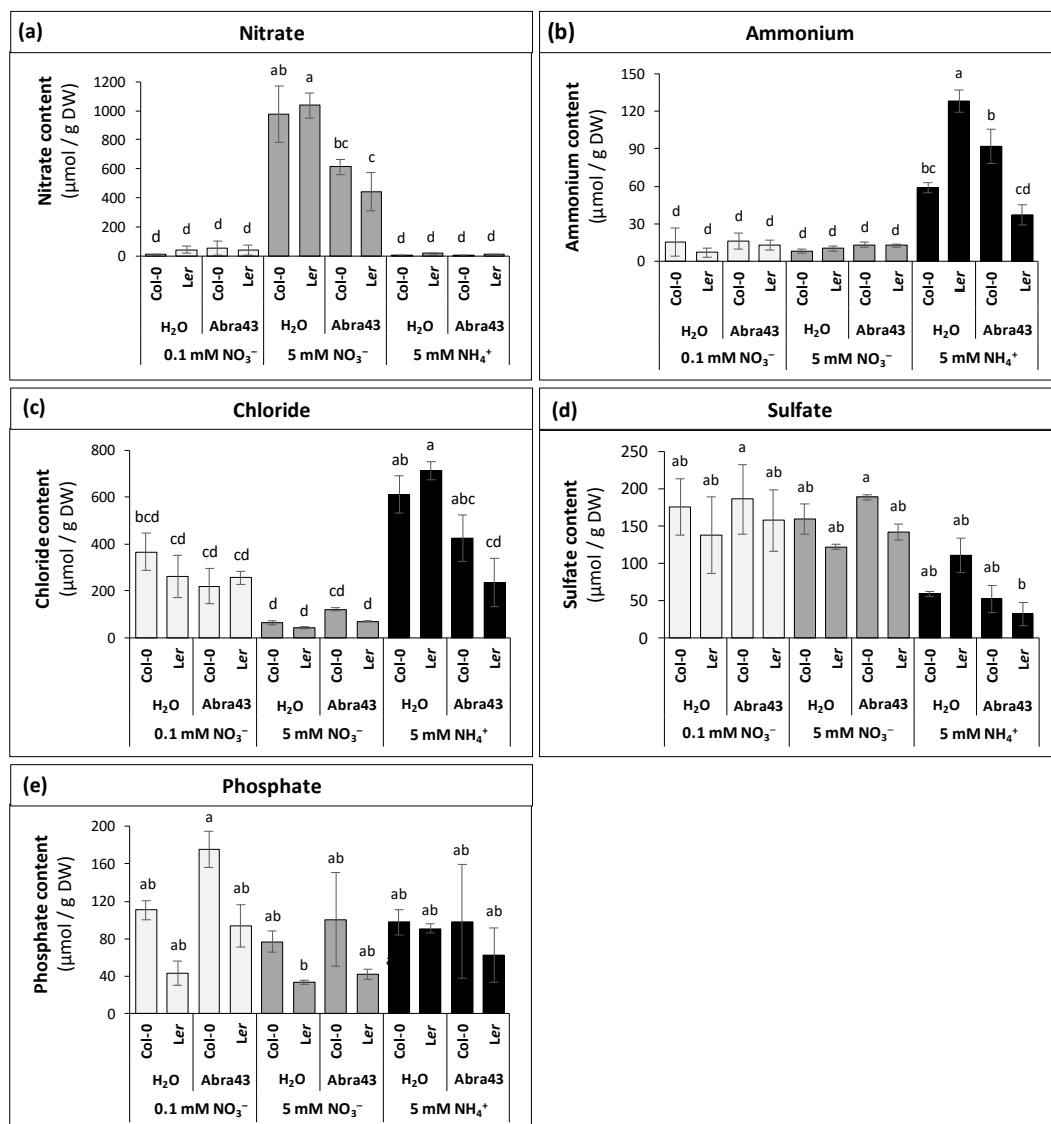 (a) Nitrate
Nitrate content
(µmol / g DW)
1200
1000
800
600
400
200
0
d d d d ab a bc c d d d d
Col-0 Ler Col-0 Ler Col-0 Ler Col-0 Ler Col-0 Ler Col-0 Ler
H₂O Abra43 H₂O Abra43 H₂O Abra43
0.1 mM NO₃⁻ 5 mM NO₃⁻ 5 mM NH₄⁺
(b) Ammonium
Ammonium content
(µmol / g DW)
150
120
90
60
30
0
d d d d d d d d bc a b cd
Col-0 Ler Col-0 Ler Col-0 Ler Col-0 Ler Col-0 Ler Col-0 Ler
H₂O Abra43 H₂O Abra43 H₂O Abra43
0.1 mM NO₃⁻ 5 mM NO₃⁻ 5 mM NH₄⁺
(c) Chloride
Chloride content
(µmol / g DW)
800
600
400
200
0
bcd cd cd cd d d cd d ab a abc cd
Col-0 Ler Col-0 Ler Col-0 Ler Col-0 Ler Col-0 Ler Col-0 Ler
H₂O Abra43 H₂O Abra43 H₂O Abra43
0.1 mM NO₃⁻ 5 mM NO₃⁻ 5 mM NH₄⁺
(d) Sulfate
Sulfate content
(µmol / g DW)
250
200
150
100
50
0
ab ab a ab ab ab a ab ab ab ab b
Col-0 Ler Col-0 Ler Col-0 Ler Col-0 Ler Col-0 Ler Col-0 Ler
H₂O Abra43 H₂O Abra43 H₂O Abra43
0.1 mM NO₃⁻ 5 mM NO₃⁻ 5 mM NH₄⁺
(e) Phosphate
Phosphate content
(µmol / g DW)
200
160
120
80
40
0
ab ab a ab ab b ab ab ab ab ab ab
Col-0 Ler Col-0 Ler Col-0 Ler Col-0 Ler Col-0 Ler Col-0 Ler
H₂O Abra43 H₂O Abra43 H₂O Abra43
0.1 mM NO₃⁻ 5 mM NO₃⁻ 5 mM NH₄⁺